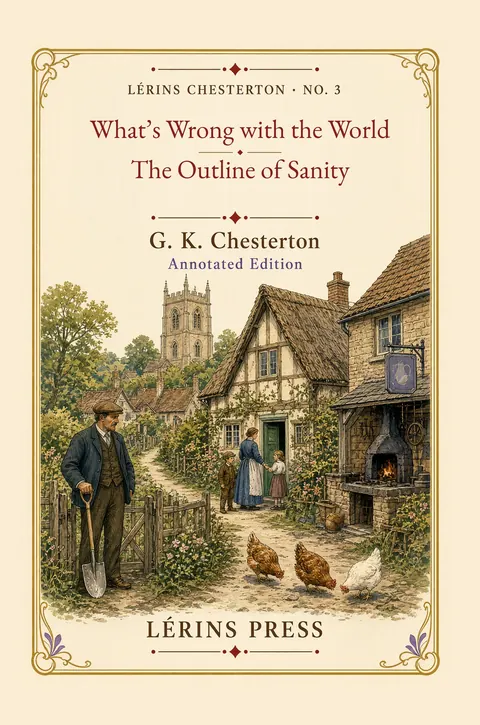 LÉRINS CHESTERTON · NO. 3
What’s Wrong with the World
The Outline of Sanity
G. K. Chesterton
Annotated Edition
LÉRINS PRESS